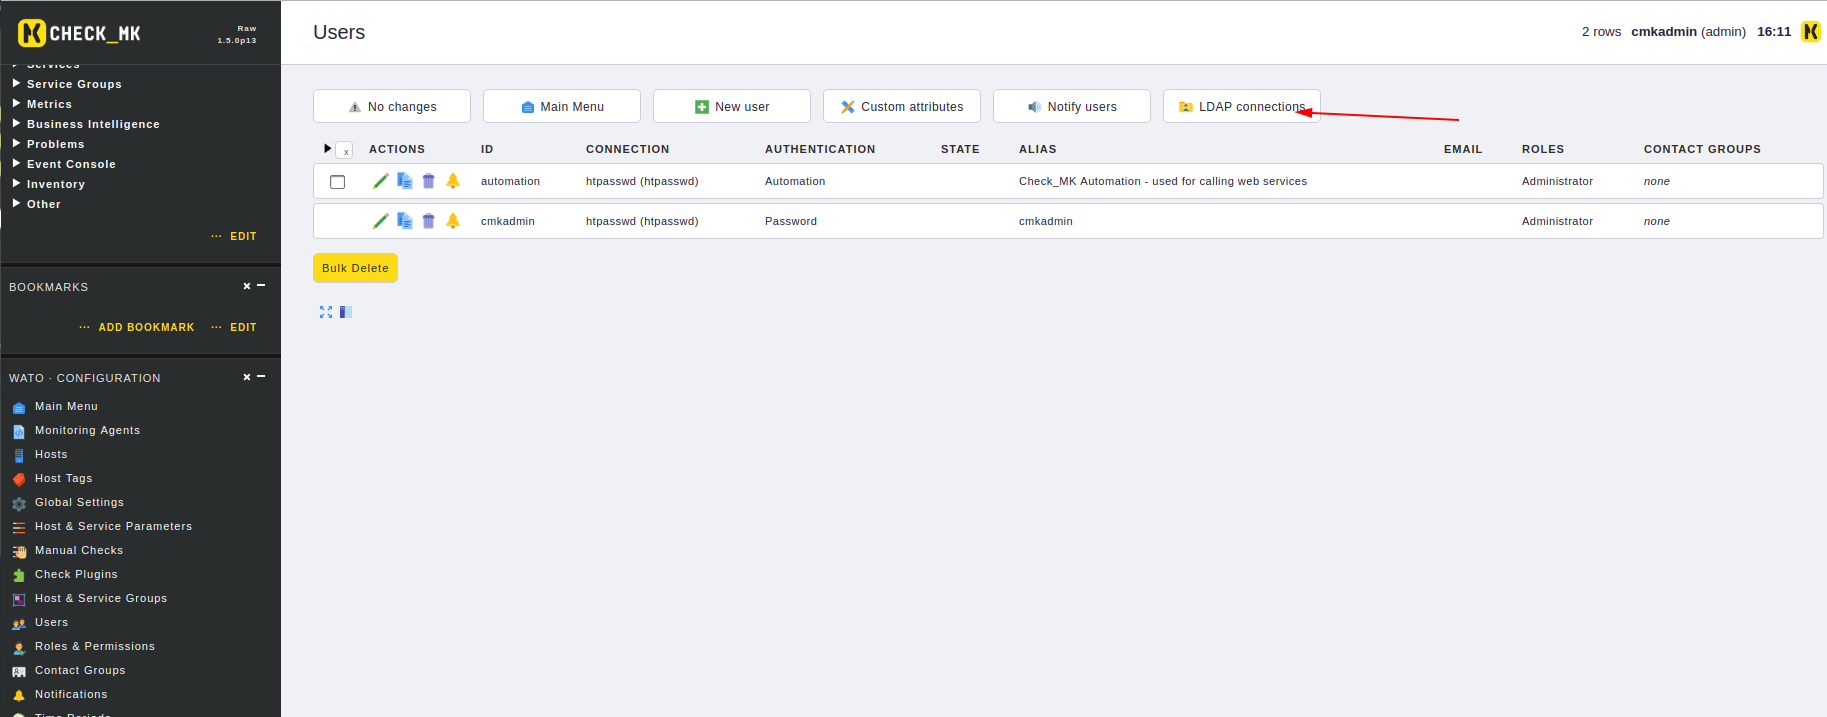 CHECK_MK
Raw
1.5.0p13
Services
Service Groups
Metrics
Business Intelligence
Problems
Event Console
Inventory
Other
EDIT
BOOKMARKS
ADD BOOKMARK EDIT
WATO · CONFIGURATION
Main Menu
Monitoring Agents
Hosts
Host Tags
Global Settings
Host & Service Parameters
Manual Checks
Check Plugins
Host & Service Groups
Users
Roles & Permissions
Contact Groups
Notifications
Time Periods
Users
2 rows cmkadmin (admin) 16:11
No changes Main Menu New user Custom attributes Notify users LDAP connections
x ACTIONS ID CONNECTION AUTHENTICATION STATE ALIAS EMAIL ROLES CONTACT GROUPS
automation htpasswd (htpasswd) Automation Check_MK Automation - used for calling web services Administrator none
cmkadmin htpasswd (htpasswd) Password cmkadmin Administrator none
Bulk Delete